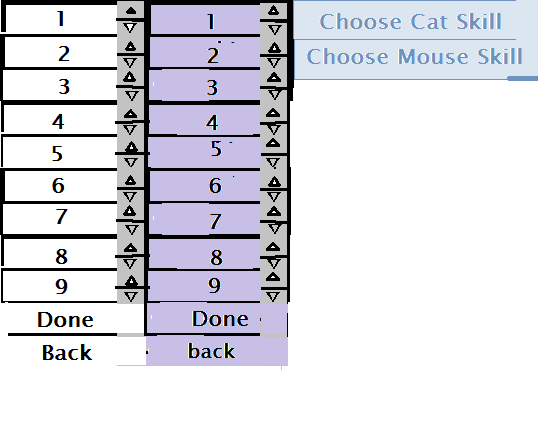 1 1 Choose Cat Skill
2 2 Choose Mouse Skill
3 3
4 4
5 5
6 6
7 7
8 8
9 9
Done Done
Back back